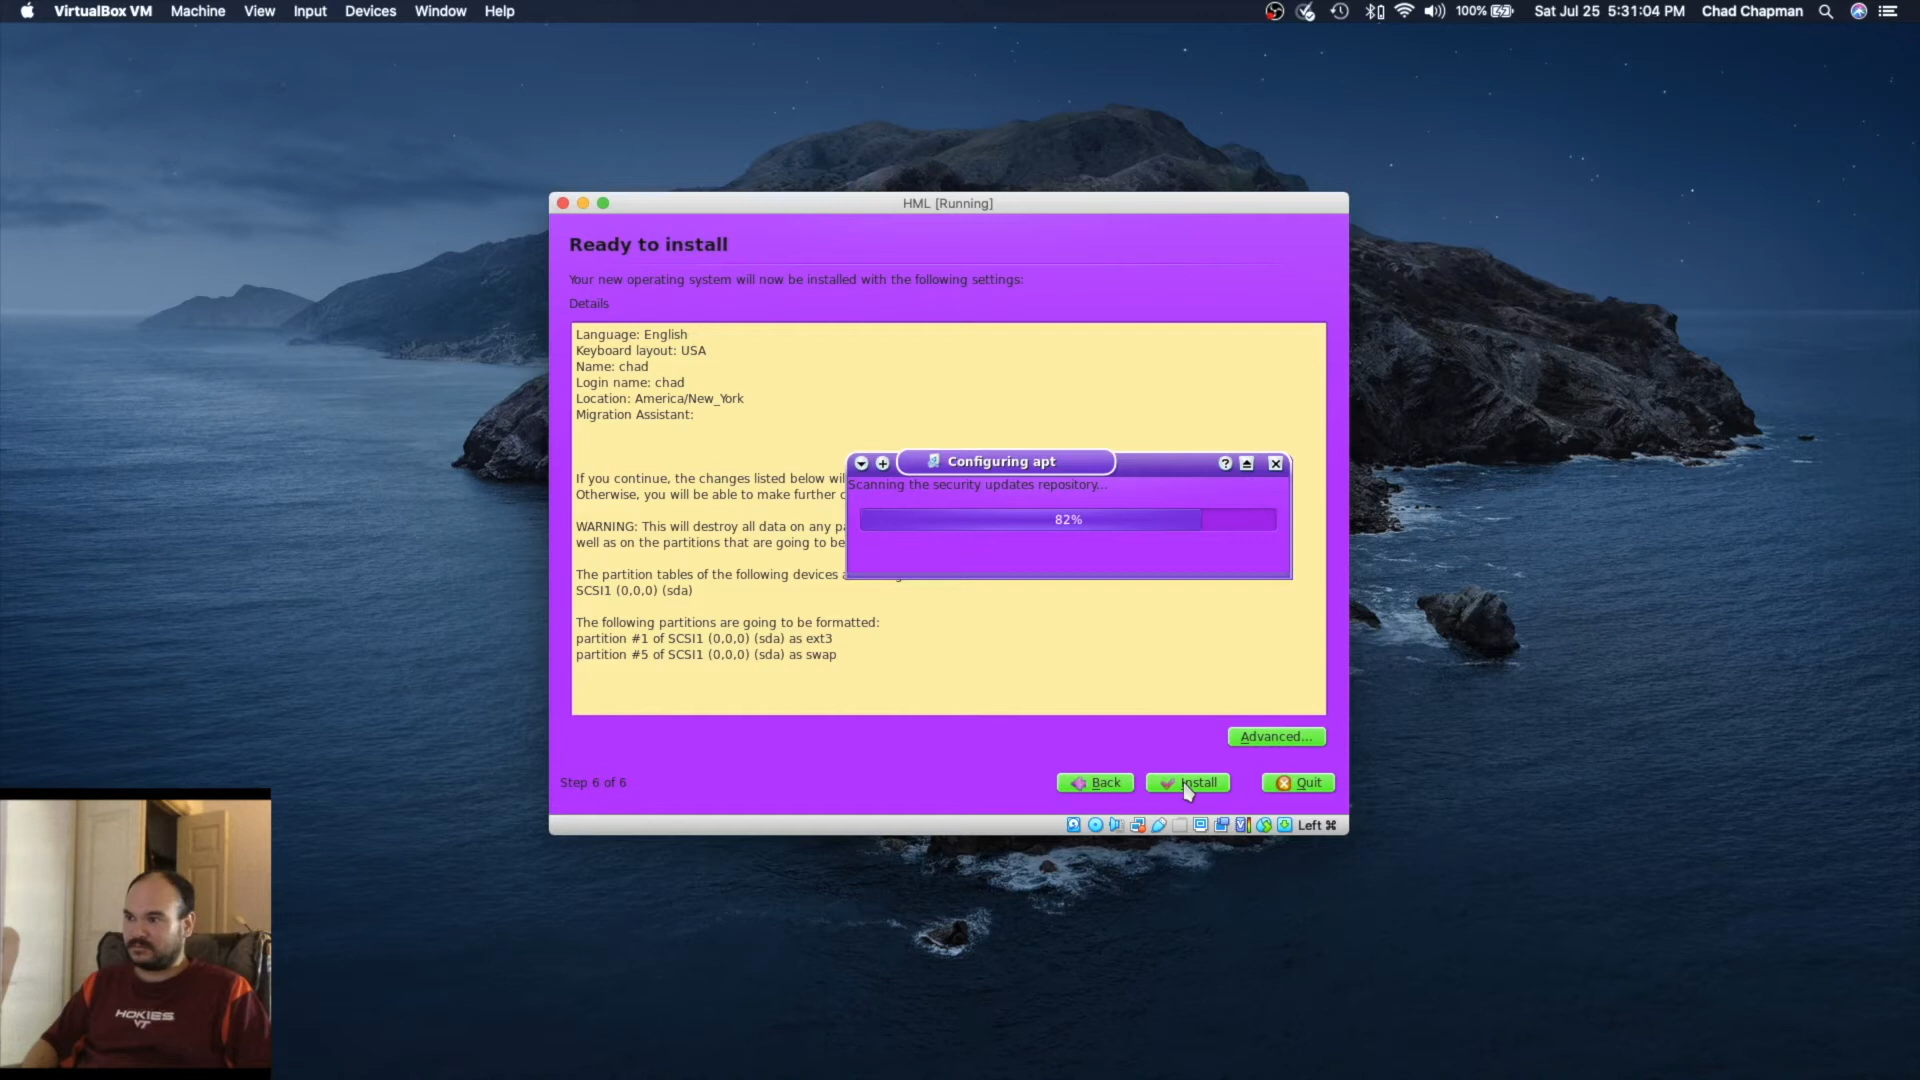 VirtualBox VM Machine View Input Devices Window Help 100% Sat Jul 25 5:31:04 PM Chad Chapman
HML [Running]
Ready to install
Your new operating system will now be installed with the following settings:
Details
Language: English
Keyboard layout: USA
Name: chad
Login name: chad
Location: America/New_York
Migration Assistant:
If you continue, the changes listed below wil
Otherwise, you will be able to make further c
WARNING: This will destroy all data on any pa
well as on the partitions that are going to be
The partition tables of the following devices a
SCSI1 (0,0,0) (sda)
The following partitions are going to be formatted:
partition #1 of SCSI1 (0,0,0) (sda) as ext3
partition #5 of SCSI1 (0,0,0) (sda) as swap
Configuring apt
Scanning the security updates repository...
82%
Advanced...
Step 6 of 6
Back Install Quit
Left ⌘
HOKIES
VT